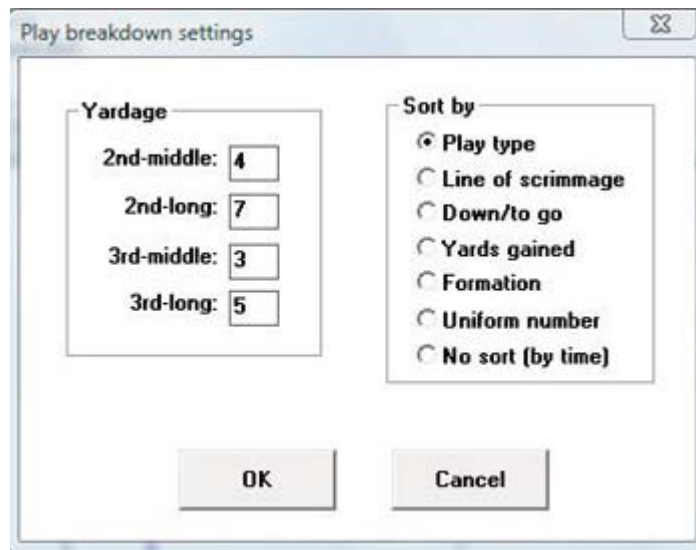 Play breakdown settings
Yardage
2nd-middle: 4
2nd-long: 7
3rd-middle: 3
3rd-long: 5
Sort by
Play type
Line of scrimmage
Down/to go
Yards gained
Formation
Uniform number
No sort (by time)
OK
Cancel